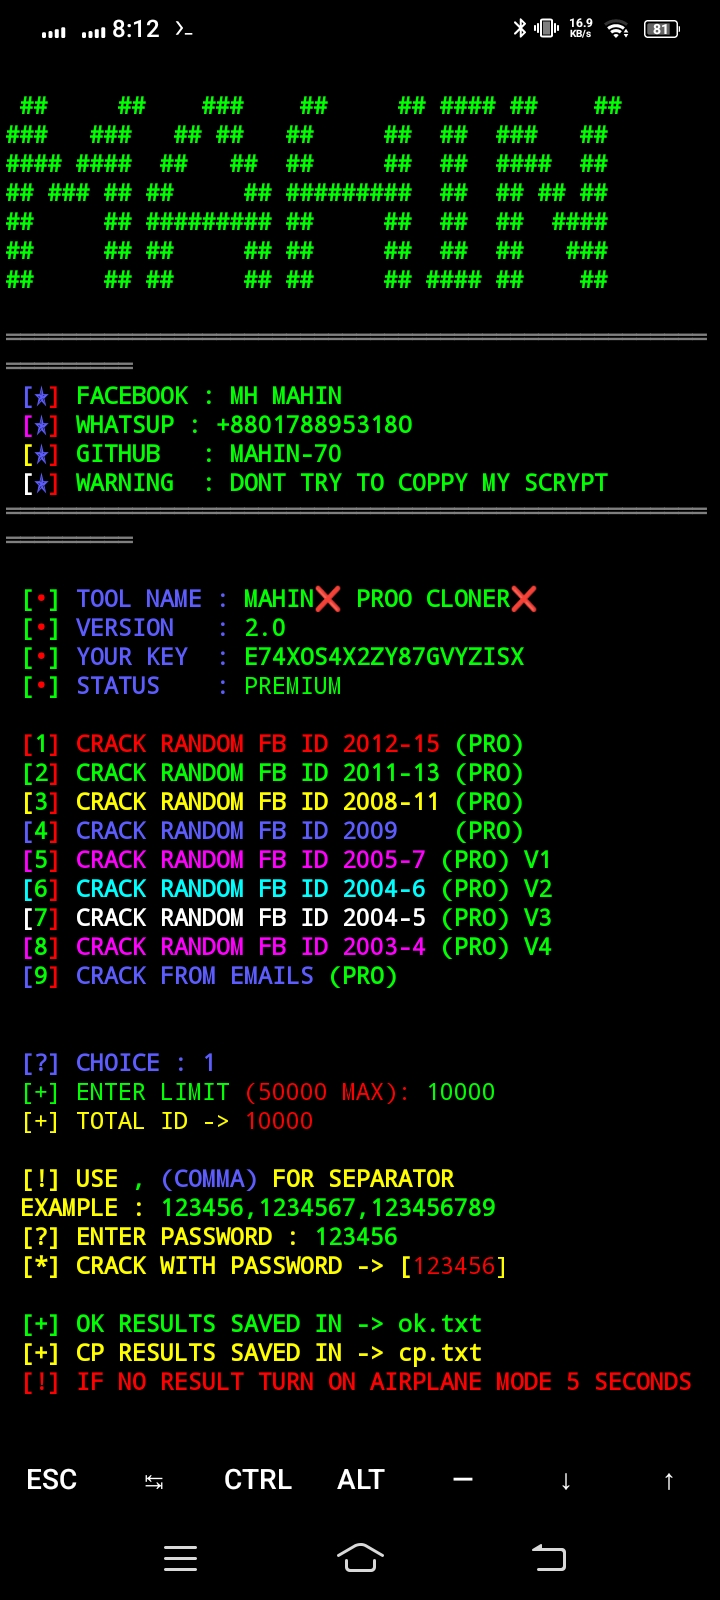 8:12 16.9 KB/s 81
MAHIN
[★] FACEBOOK : MH MAHIN
[★] WHATSUP : +8801788953180
[★] GITHUB : MAHIN-70
[★] WARNING : DONT TRY TO COPPY MY SCRYPT
[•] TOOL NAME : MAHIN❌ PROO CLONER❌
[•] VERSION : 2.0
[•] YOUR KEY : E74XOS4X2ZY87GVYZISX
[•] STATUS : PREMIUM
[1] CRACK RANDOM FB ID 2012-15 (PRO)
[2] CRACK RANDOM FB ID 2011-13 (PRO)
[3] CRACK RANDOM FB ID 2008-11 (PRO)
[4] CRACK RANDOM FB ID 2009 (PRO)
[5] CRACK RANDOM FB ID 2005-7 (PRO) V1
[6] CRACK RANDOM FB ID 2004-6 (PRO) V2
[7] CRACK RANDOM FB ID 2004-5 (PRO) V3
[8] CRACK RANDOM FB ID 2003-4 (PRO) V4
[9] CRACK FROM EMAILS (PRO)
[?] CHOICE : 1
[+] ENTER LIMIT (50000 MAX): 10000
[+] TOTAL ID -> 10000
[!] USE , (COMMA) FOR SEPARATOR
EXAMPLE : 123456,1234567,123456789
[?] ENTER PASSWORD : 123456
[*] CRACK WITH PASSWORD -> [123456]
[+] OK RESULTS SAVED IN -> ok.txt
[+] CP RESULTS SAVED IN -> cp.txt
[!] IF NO RESULT TURN ON AIRPLANE MODE 5 SECONDS
ESC ↹ CTRL ALT — ↓ ↑